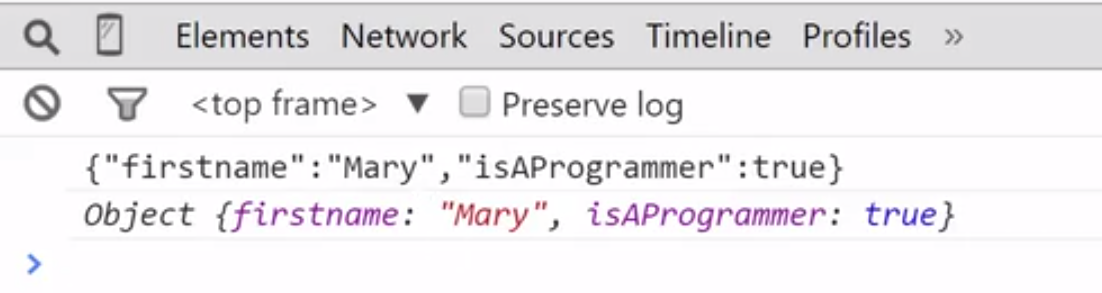 Elements Network Sources Timeline Profiles »
<top frame> ▼ Preserve log
{"firstname":"Mary","isAProgrammer":true}
Object {firstname: "Mary", isAProgrammer: true}
>